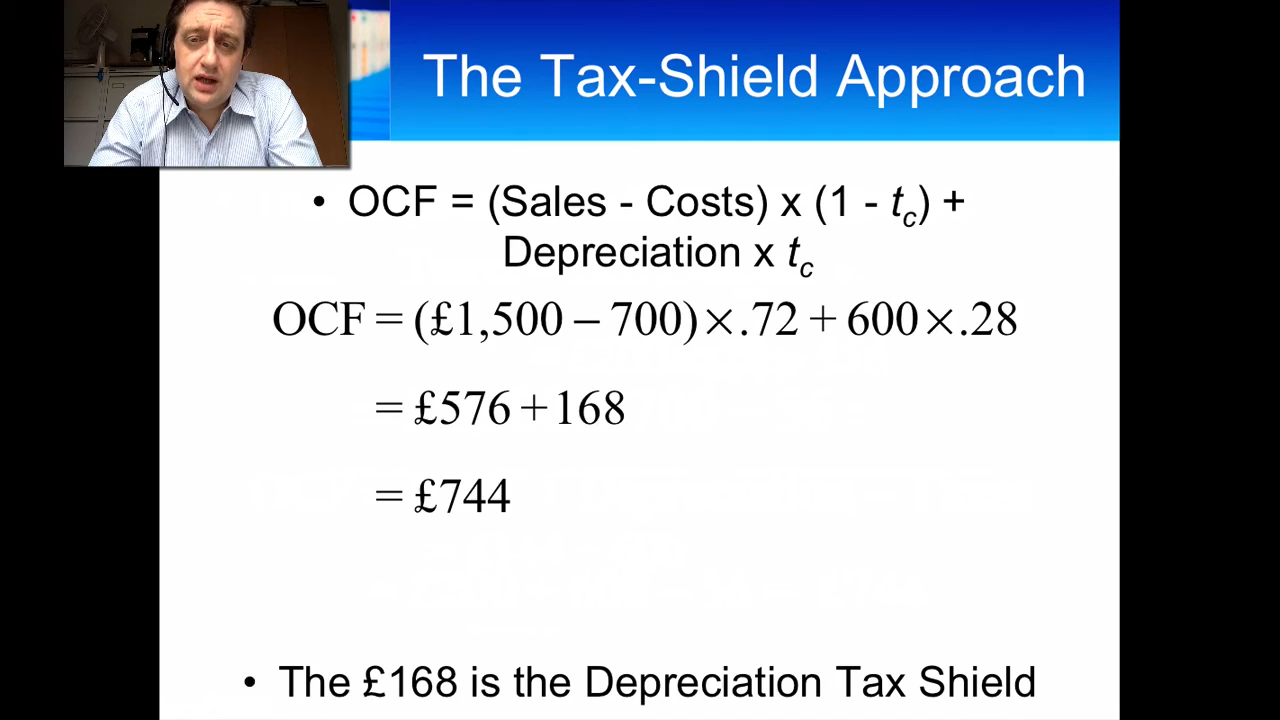 The Tax-Shield Approach
• OCF = (Sales - Costs) x (1 - tc) +
Depreciation x tc
OCF = (£1,500 − 700) × .72 + 600 × .28
= £576 + 168
= £744
• The £168 is the Depreciation Tax Shield